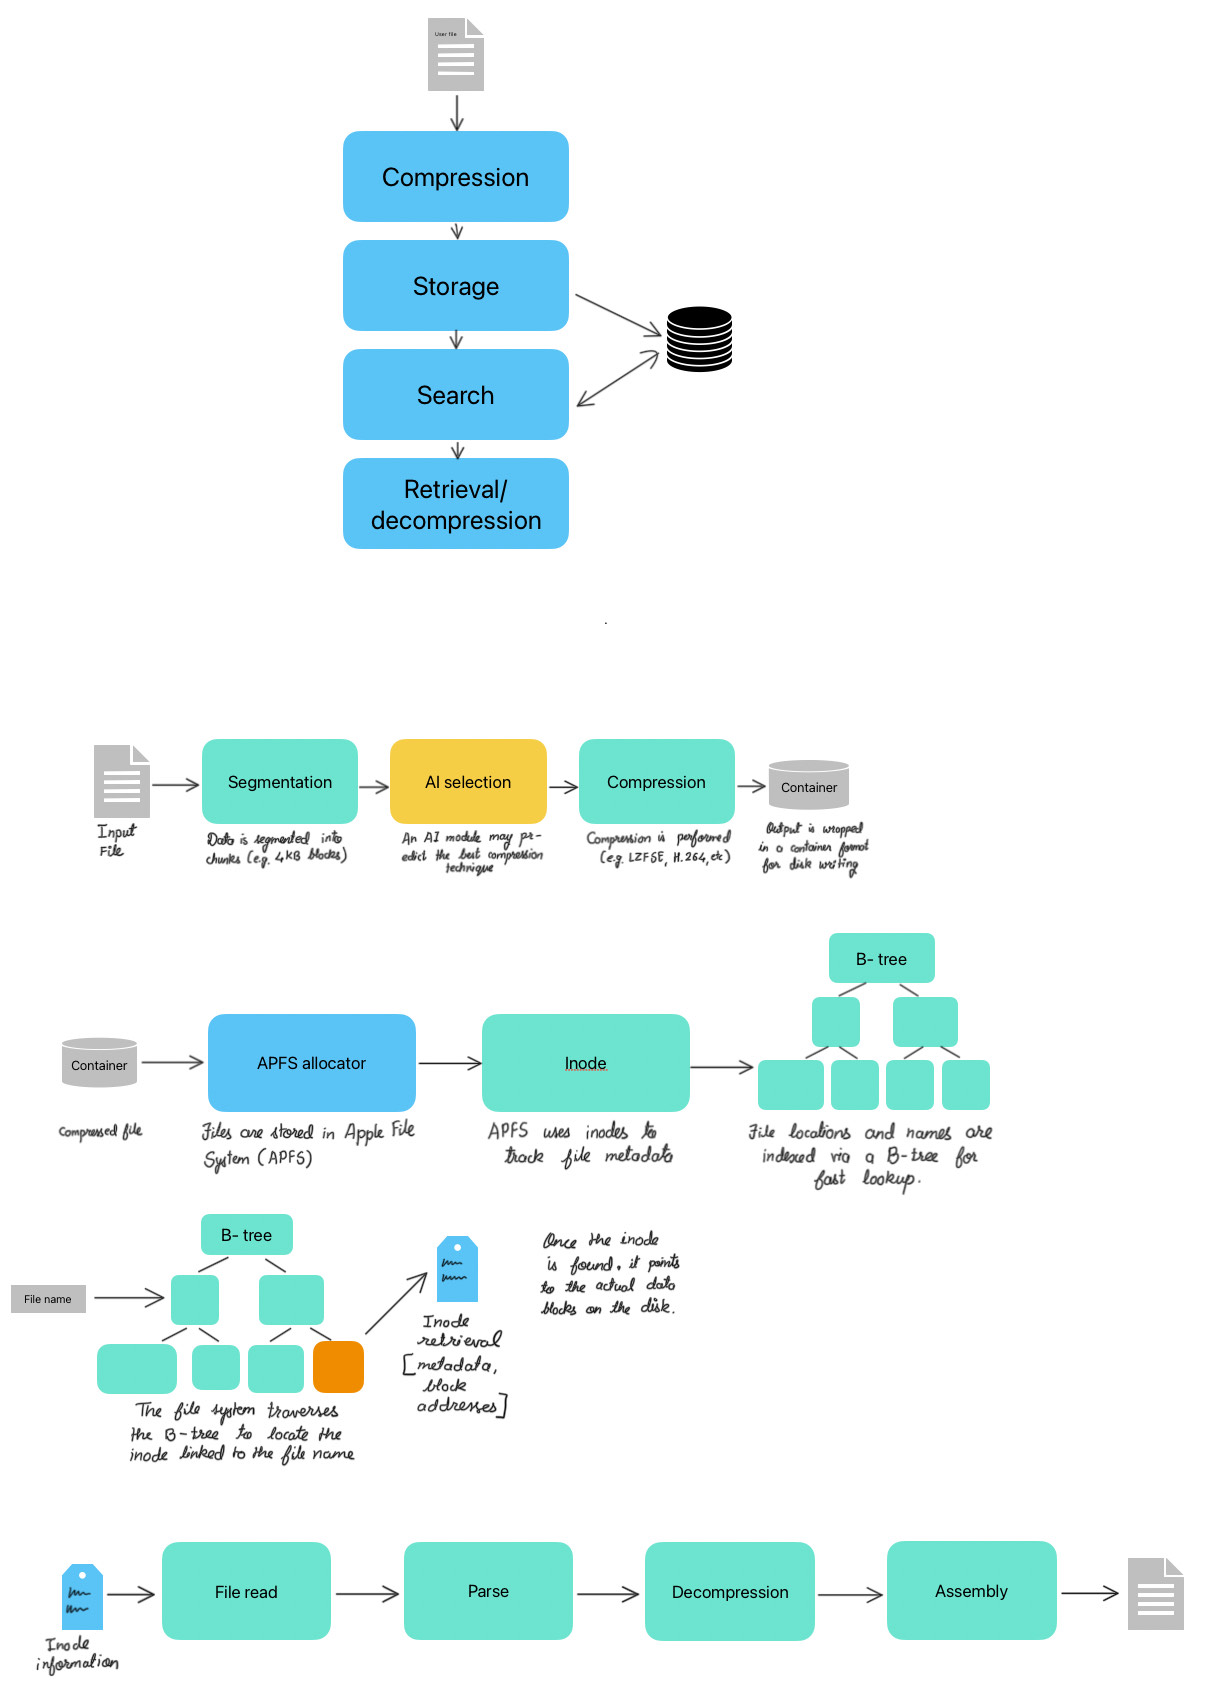 User file
Compression
Storage
Search
Retrieval/
decompression
Segmentation
AI selection
Compression
Container
Input
File
Data is segmented into
chunks (e.g. 4KB blocks)
An AI module may pr-
edict the best compression
technique
Compression is performed
(e.g. LZFSE, H.264, etc)
Output is wrapped
in a container format
for disk writing
B- tree
Container
APFS allocator
Inode
Compressed file
Files are stored in Apple File
System (APFS)
APFS uses inodes to
track file metadata
File locations and names are
indexed via a B-tree for
fast lookup.
B- tree
File name
The file system traverses
the B-tree to locate the
inode linked to the file name
Inode
retrieval
[metadata,
block
addresses]
Once the inode
is found, it points
to the actual data
blocks on the disk.
File read
Parse
Decompression
Assembly
Inode
information